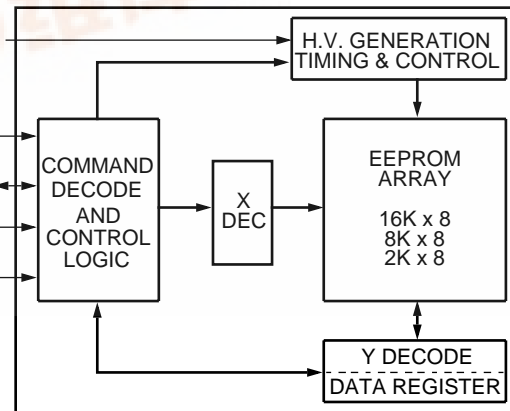 H.V. GENERATION
TIMING & CONTROL
COMMAND
DECODE
AND
CONTROL
LOGIC
X
DEC
EEPROM
ARRAY
16K x 8
8K x 8
2K x 8
Y DECODE
DATA REGISTER